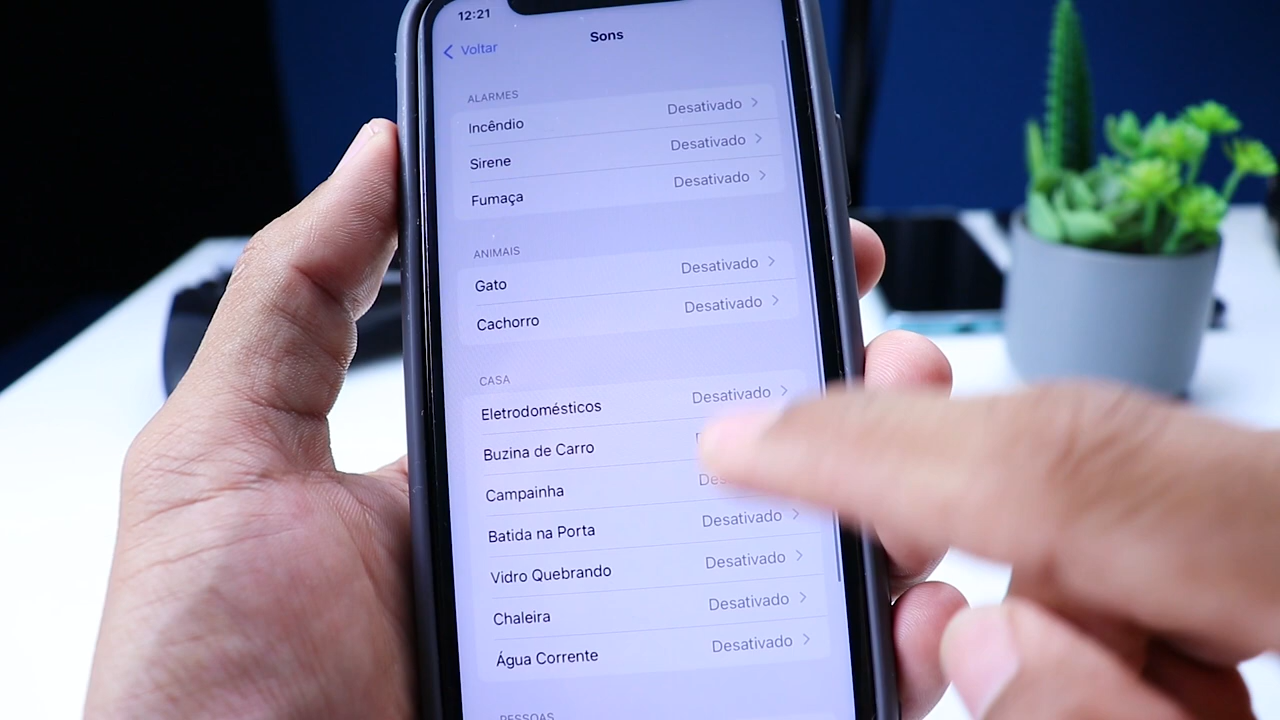 12:21
Voltar
Sons
ALARMES
Incêndio Desativado
Sirene Desativado
Fumaça Desativado
ANIMAIS
Gato Desativado
Cachorro Desativado
CASA
Eletrodomésticos Desativado
Buzina de Carro
Campainha
Batida na Porta Desativado
Vidro Quebrando Desativado
Chaleira Desativado
Água Corrente Desativado
PESSOAS